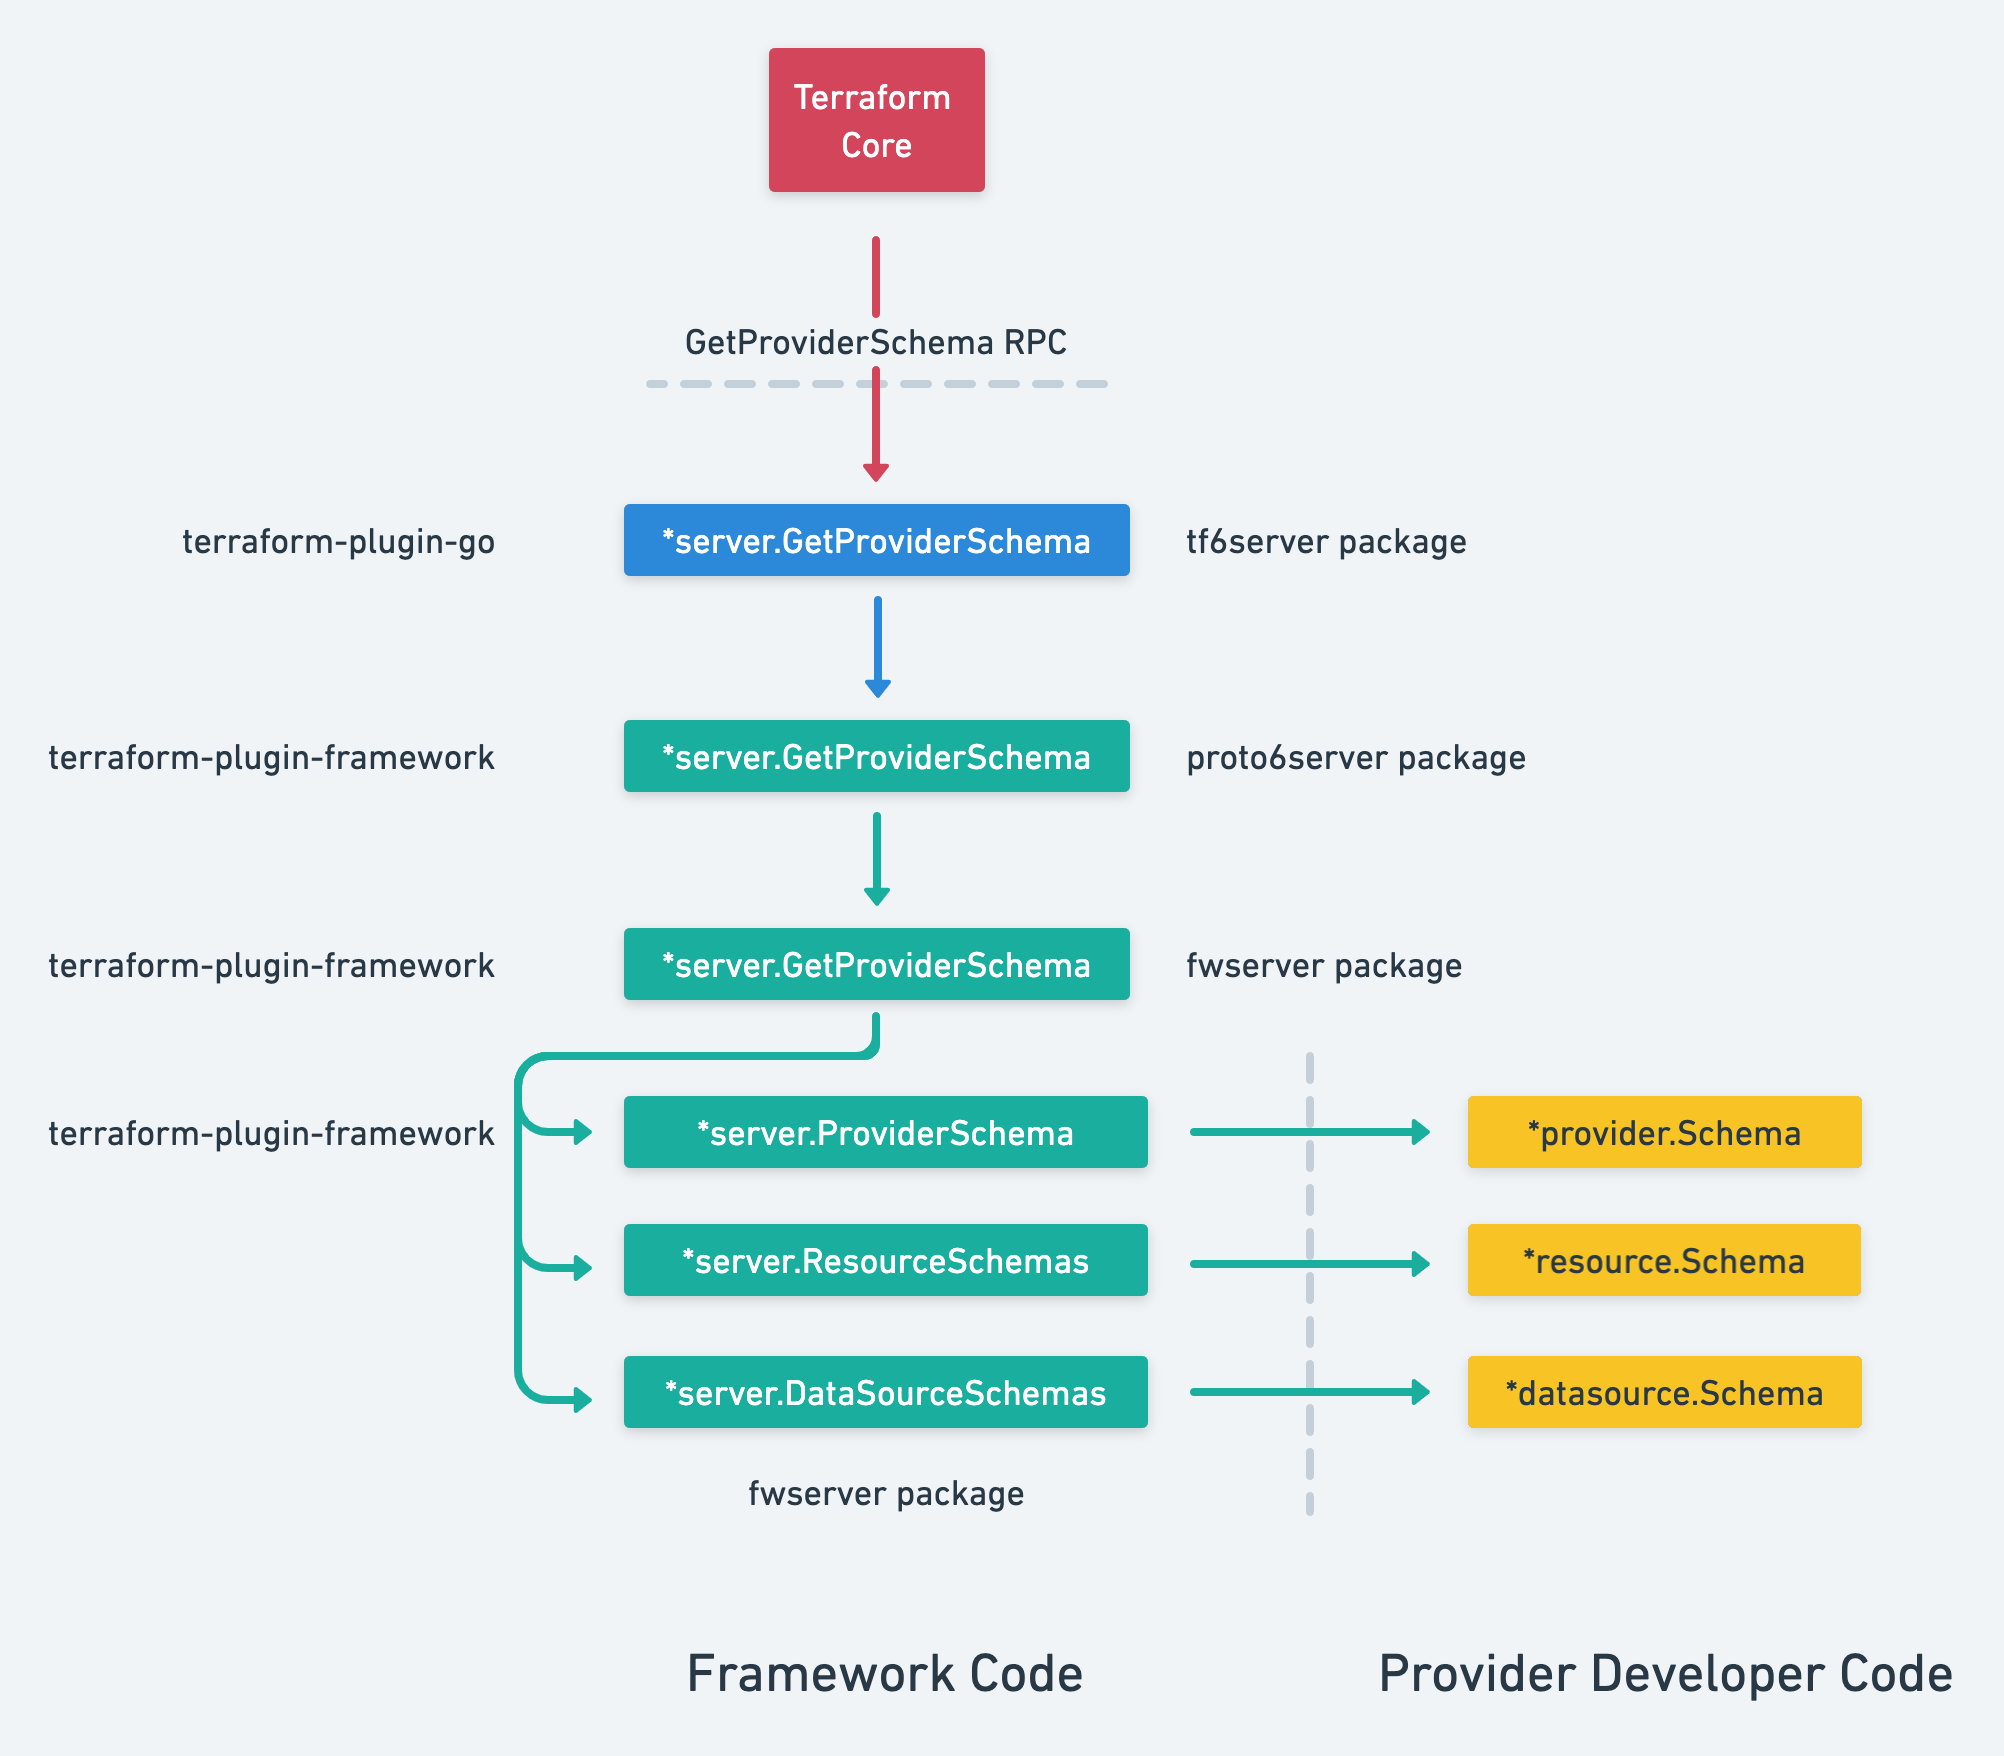 Terraform
Core
GetProviderSchema RPC
terraform-plugin-go
*server.GetProviderSchema
tf6server package
terraform-plugin-framework
*server.GetProviderSchema
proto6server package
terraform-plugin-framework
*server.GetProviderSchema
fwserver package
terraform-plugin-framework
*server.ProviderSchema
*provider.Schema
*server.ResourceSchemas
*resource.Schema
*server.DataSourceSchemas
*datasource.Schema
fwserver package
Framework Code
Provider Developer Code